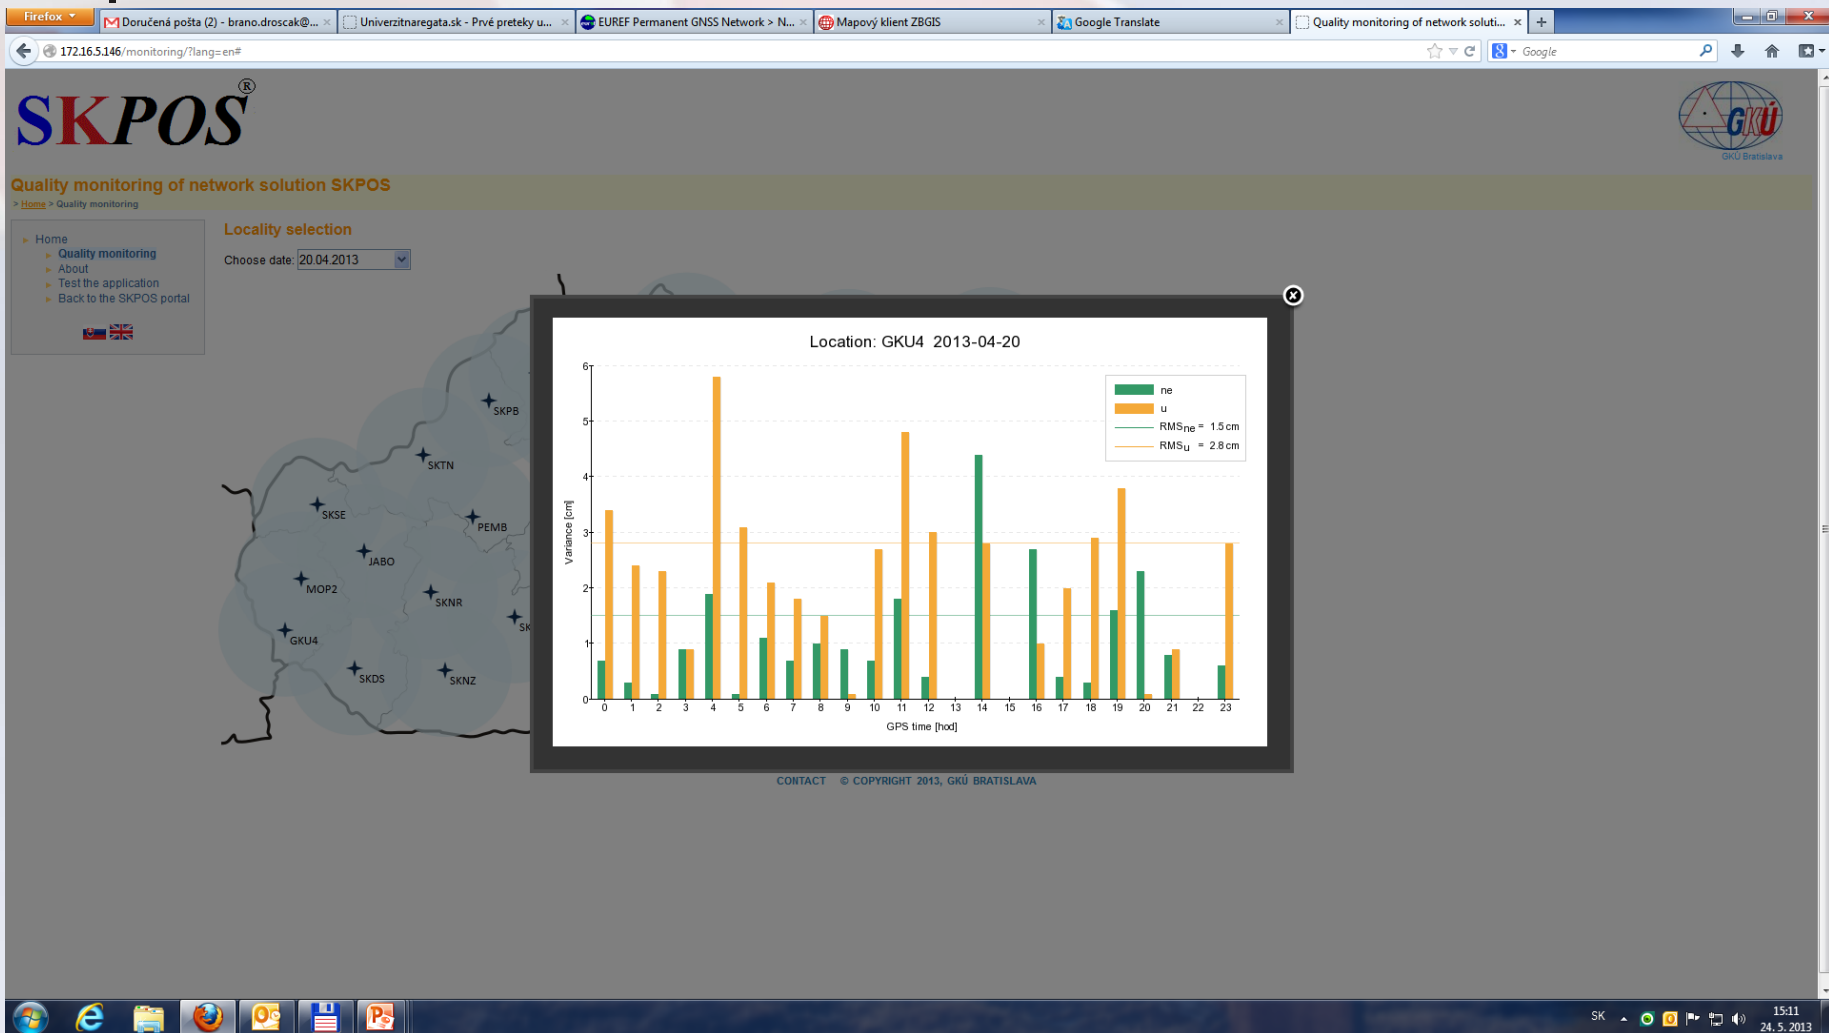 Firefox
Doručená pošta (2) - brano.droscak@...
Univerzitnaregata.sk - Prvé preteky u...
EUREF Permanent GNSS Network > N...
Mapový klient ZBGIS
Google Translate
Quality monitoring of network soluti...
172.16.5.146/monitoring/?lang=en#
Google
SKPOS®
GKÚ
GKÚ Bratislava
Quality monitoring of network solution SKPOS
> Home > Quality monitoring
Home
Quality monitoring
About
Test the application
Back to the SKPOS portal
Locality selection
Choose date: 20.04.2013
SKPB
SKTN
SKSE
PEMB
JABO
MOP2
SKNR
SK
GKU4
SKDS
SKNZ
Location: GKU4 2013-04-20
ne
u
RMSne = 1.5 cm
RMSu = 2.8 cm
Variance [cm]
6
5
4
3
2
1
0
0 1 2 3 4 5 6 7 8 9 10 11 12 13 14 15 16 17 18 19 20 21 22 23
GPS time [hod]
CONTACT © COPYRIGHT 2013, GKÚ BRATISLAVA
SK
15:11
24. 5. 2013